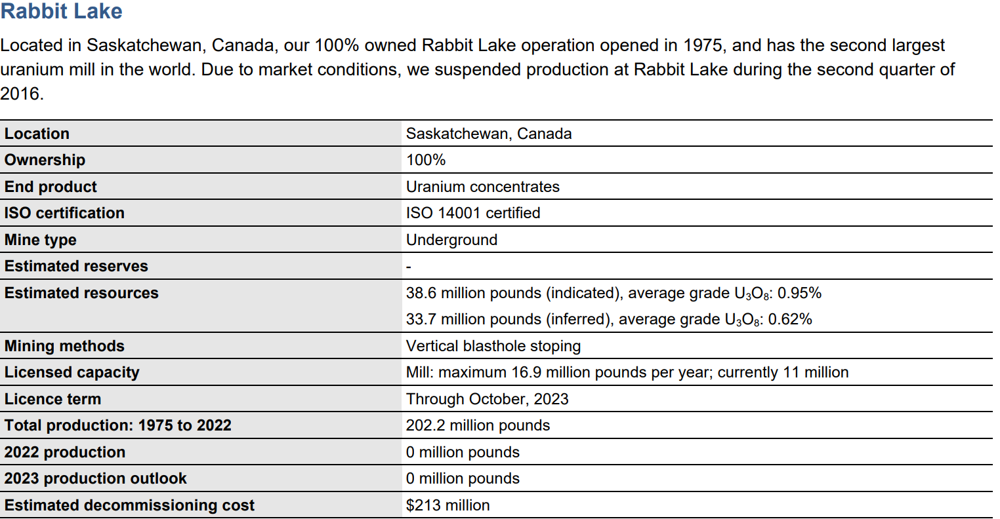 Rabbit Lake
Located in Saskatchewan, Canada, our 100% owned Rabbit Lake operation opened in 1975, and has the second largest
uranium mill in the world. Due to market conditions, we suspended production at Rabbit Lake during the second quarter of
2016.
Location Saskatchewan, Canada
Ownership 100%
End product Uranium concentrates
ISO certification ISO 14001 certified
Mine type Underground
Estimated reserves -
Estimated resources 38.6 million pounds (indicated), average grade U₃O₈: 0.95%
33.7 million pounds (inferred), average grade U₃O₈: 0.62%
Mining methods Vertical blasthole stoping
Licensed capacity Mill: maximum 16.9 million pounds per year; currently 11 million
Licence term Through October, 2023
Total production: 1975 to 2022 202.2 million pounds
2022 production 0 million pounds
2023 production outlook 0 million pounds
Estimated decommissioning cost $213 million